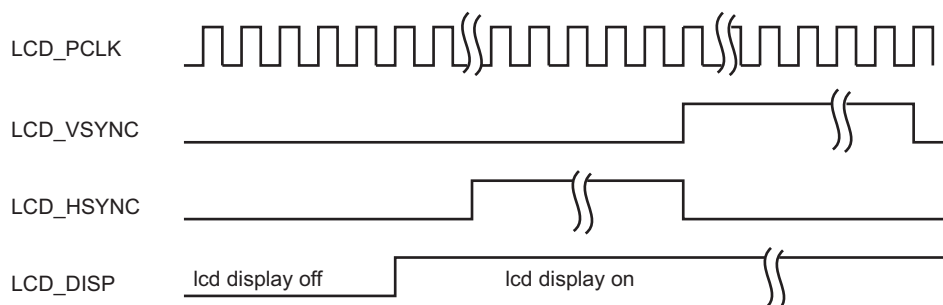 LCD_PCLK
LCD_VSYNC
LCD_HSYNC
LCD_DISP lcd display off lcd display on